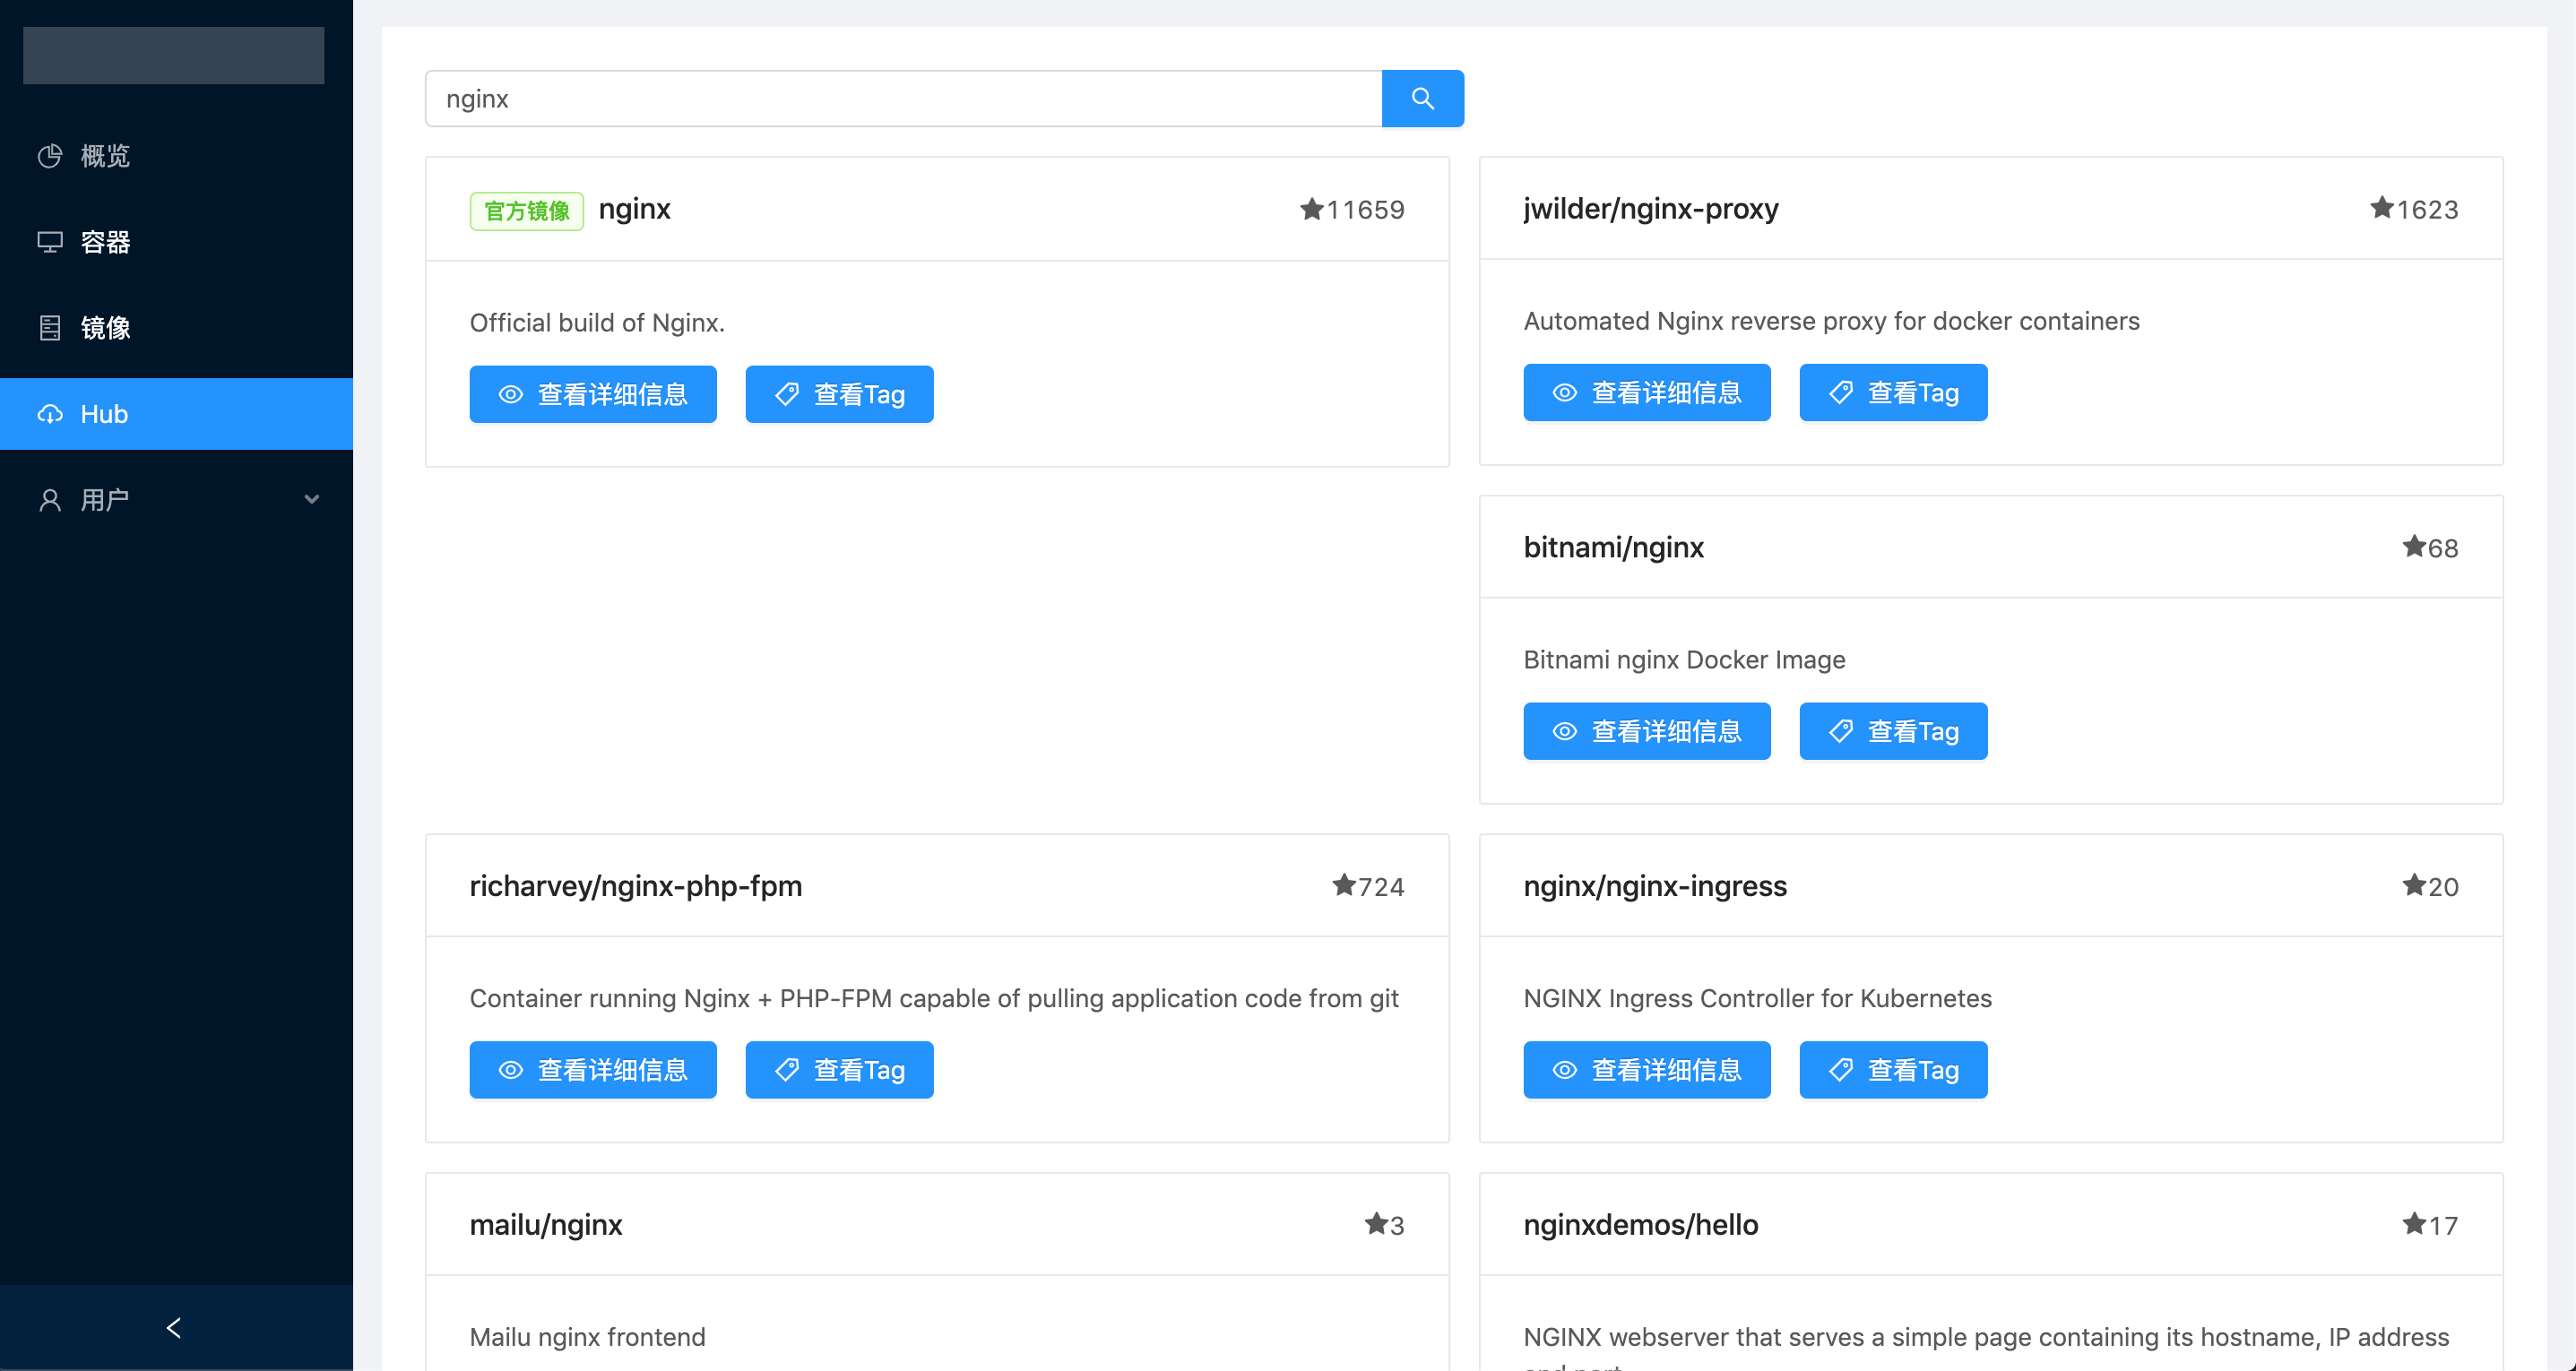 概览
容器
镜像
Hub
用户
nginx
官方镜像 nginx
11659
Official build of Nginx.
查看详细信息 查看Tag
jwilder/nginx-proxy
1623
Automated Nginx reverse proxy for docker containers
查看详细信息 查看Tag
bitnami/nginx
68
Bitnami nginx Docker Image
查看详细信息 查看Tag
richarvey/nginx-php-fpm
724
Container running Nginx + PHP-FPM capable of pulling application code from git
查看详细信息 查看Tag
nginx/nginx-ingress
20
NGINX Ingress Controller for Kubernetes
查看详细信息 查看Tag
mailu/nginx
3
Mailu nginx frontend
nginxdemos/hello
17
NGINX webserver that serves a simple page containing its hostname, IP address